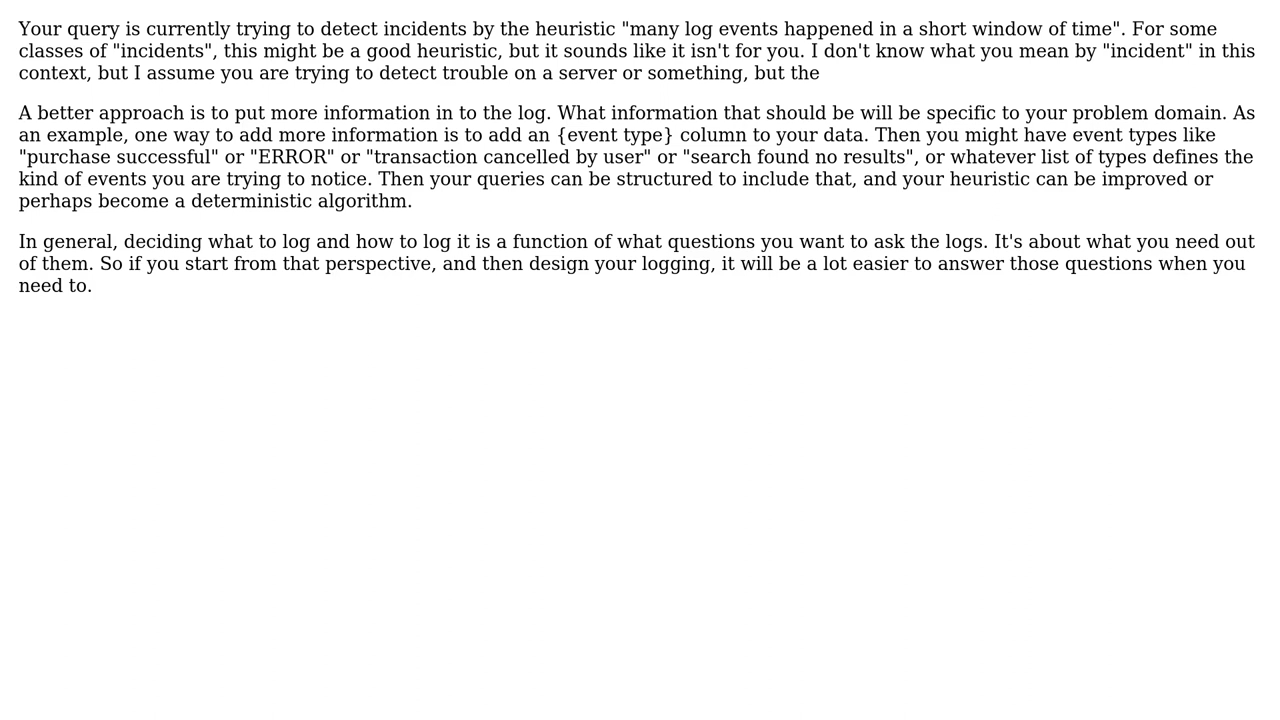 Your query is currently trying to detect incidents by the heuristic "many log events happened in a short window of time". For some
classes of "incidents", this might be a good heuristic, but it sounds like it isn't for you. I don't know what you mean by "incident" in this
context, but I assume you are trying to detect trouble on a server or something, but the
A better approach is to put more information in to the log. What information that should be will be specific to your problem domain. As
an example, one way to add more information is to add an {event type} column to your data. Then you might have event types like
"purchase successful" or "ERROR" or "transaction cancelled by user" or "search found no results", or whatever list of types defines the
kind of events you are trying to notice. Then your queries can be structured to include that, and your heuristic can be improved or
perhaps become a deterministic algorithm.
In general, deciding what to log and how to log it is a function of what questions you want to ask the logs. It's about what you need out
of them. So if you start from that perspective, and then design your logging, it will be a lot easier to answer those questions when you
need to.